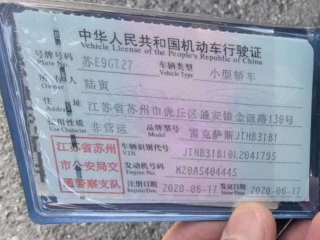 中华人民共和国机动车行驶证
Vehicle License of the People's Republic of China
号牌号码 苏E9GT27 车辆类型 小型轿车
Plate No. Vehicle Type
所有人 陆寅
Owner
住址 江苏省苏州市虎丘区通安镇金通路138号
使用性质 非营运 品牌型号 雷克萨斯JTHB31B1
Use Character Model
江苏省苏州 车辆识别代号 JTHB31B10L2041795
VIN
市公安局交 发动机号码 M20A5404445
Engine No.
通警察支队 注册日期 2020-06-17 发证日期 2020-06-17
Register Date Issue Date